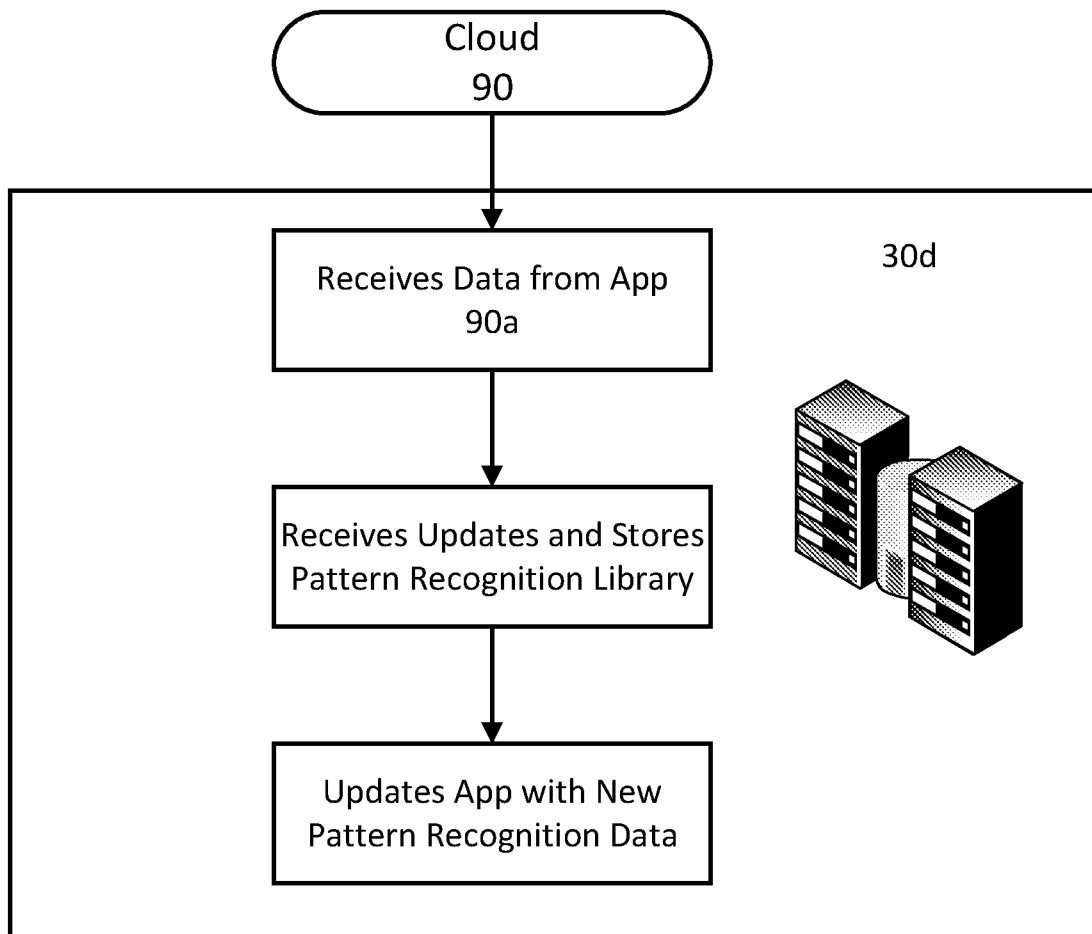 Cloud
90
Receives Data from App
90a
30d
Receives Updates and Stores
Pattern Recognition Library
Updates App with New
Pattern Recognition Data